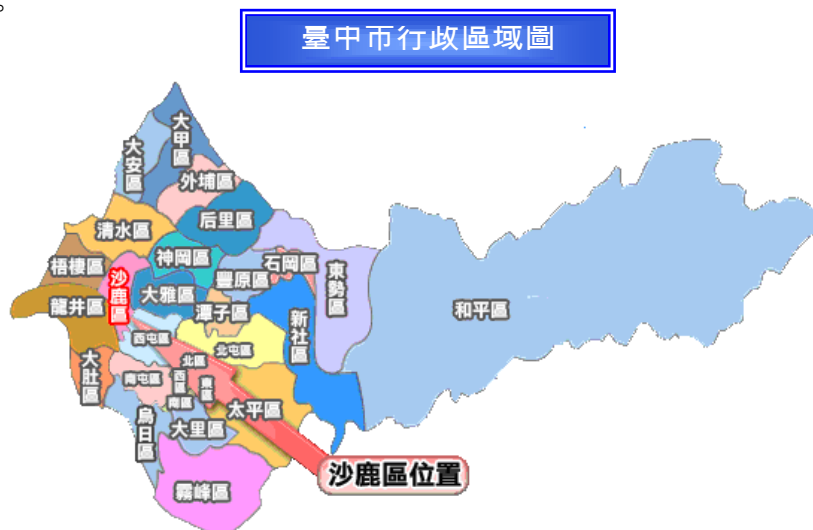 。
臺中市行政區域圖
大甲區
大安區
外埔區
后里區
清水區
神岡區
石岡區
東勢區
梧棲區
沙鹿區
豐原區
大雅區
龍井區
潭子區
新社區
和平區
西屯區
北屯區
北區
大肚區
南屯區
西區
東區
南區
太平區
烏日區
大里區
沙鹿區位置
霧峰區